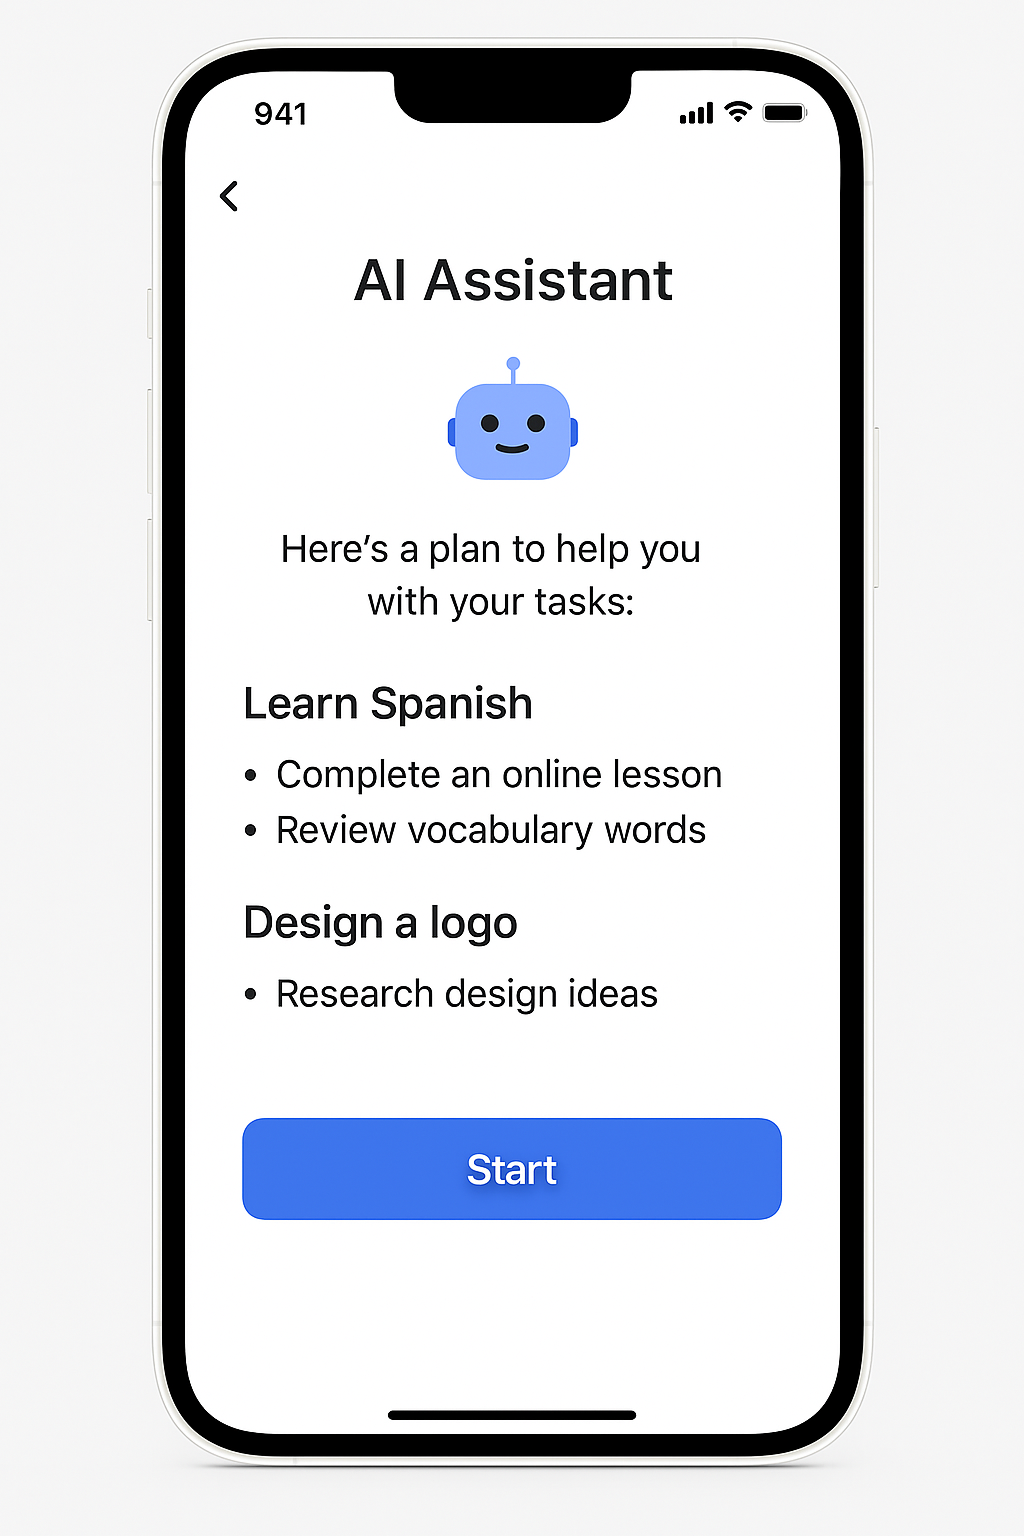 941
AI Assistant
Here’s a plan to help you
with your tasks:
Learn Spanish
• Complete an online lesson
• Review vocabulary words
Design a logo
• Research design ideas
Start